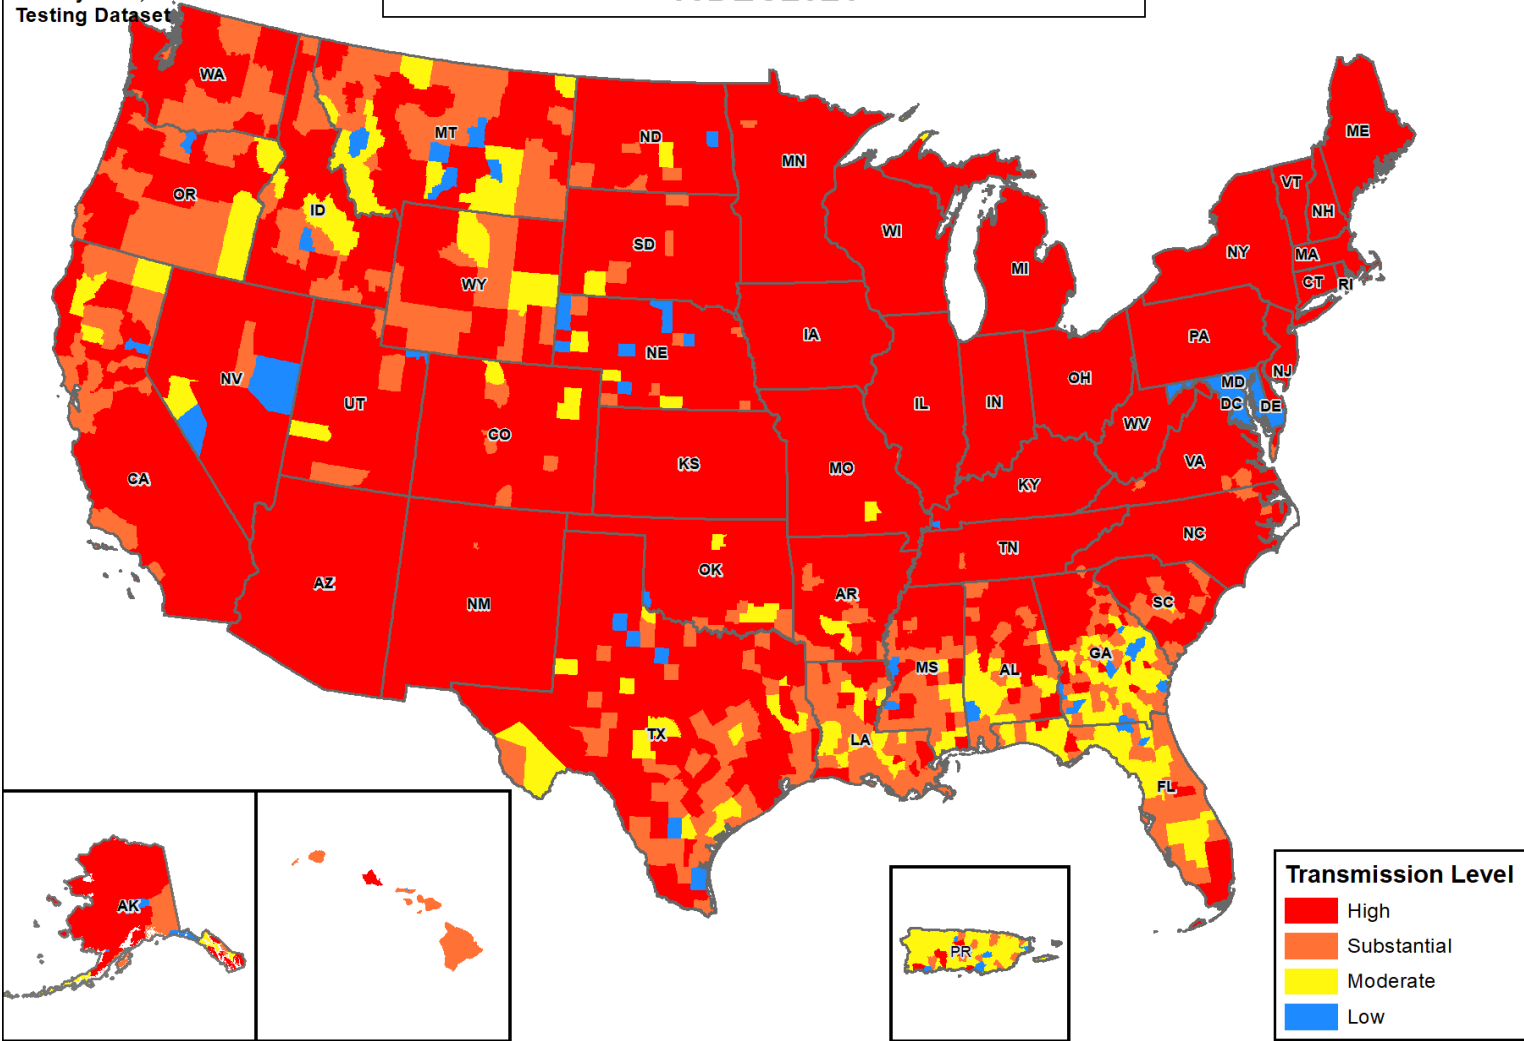 Testing Dataset
WA
MT
ND
MN
ME
OR
ID
SD
WI
MI
VT
NH
NY
MA
CT
RI
WY
NE
IA
PA
NJ
NV
UT
CO
IL
IN
OH
MD
DC
DE
WV
CA
KS
MO
KY
VA
AZ
NM
OK
AR
TN
NC
SC
MS
AL
GA
TX
LA
FL
AK
PR
Transmission Level
High
Substantial
Moderate
Low